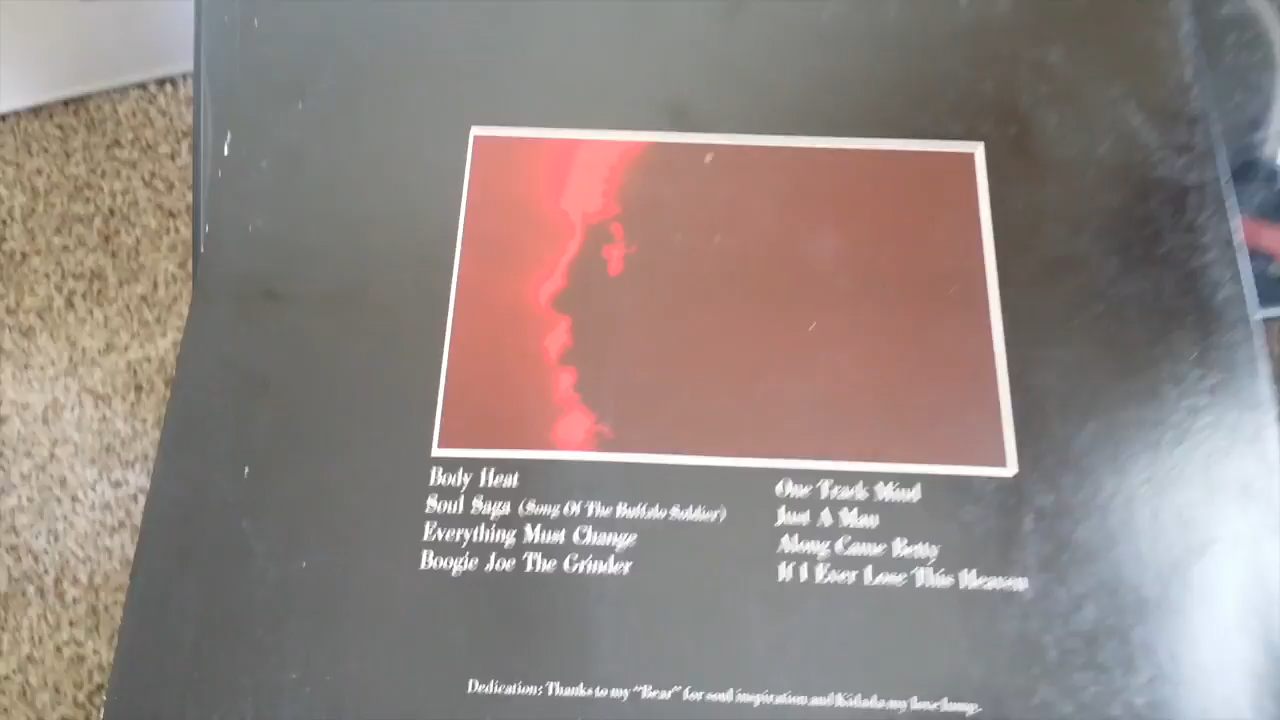 Body Heat
Soul Saga (Song Of The Buffalo Soldier)
Everything Must Change
Boogie Joe The Grinder
One Track Mind
Just A Man
Along Came Betty
If I Ever Lose This Heaven
Dedication: Thanks to my "Bear" for soul inspiration and Kidada my love